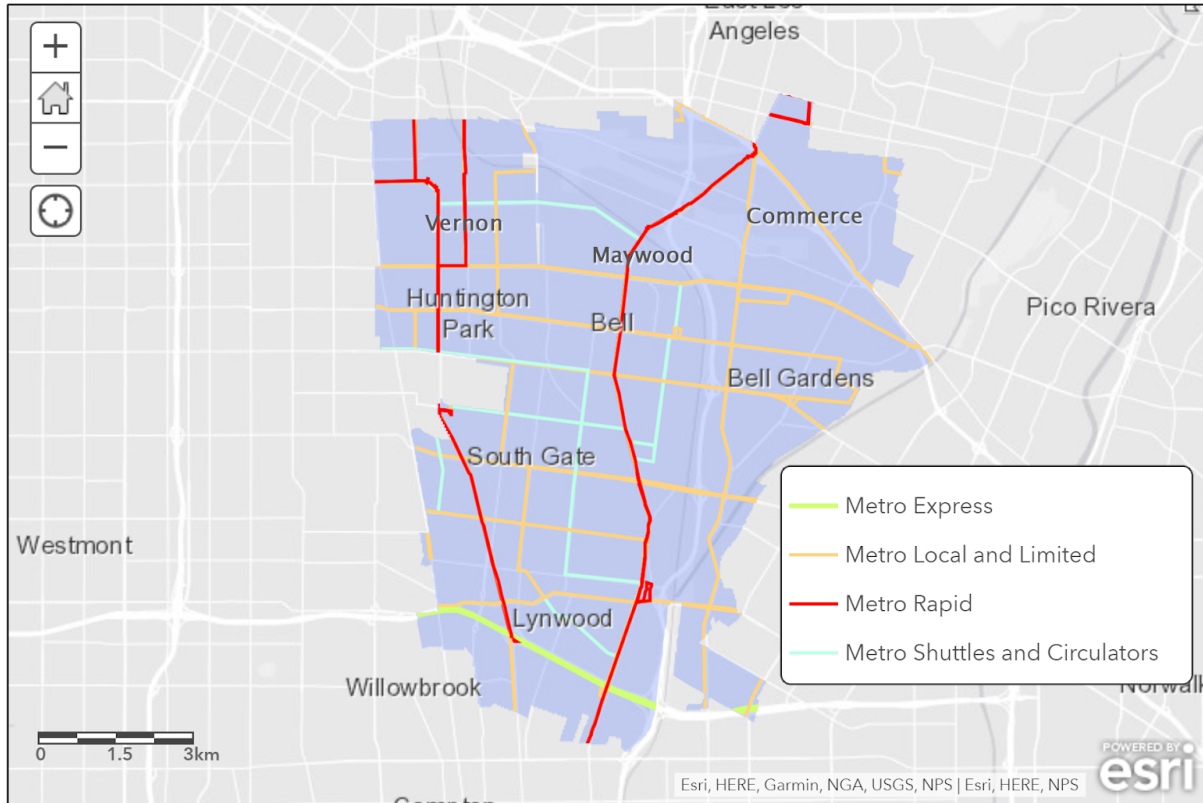 Angeles
+
−
Vernon
Commerce
Maywood
Huntington
Park
Bell
Pico Rivera
Bell Gardens
South Gate
Westmont
Lynwood
Willowbrook
Metro Express
Metro Local and Limited
Metro Rapid
Metro Shuttles and Circulators
0 1.5 3km
Esri, HERE, Garmin, NGA, USGS, NPS | Esri, HERE, NPS
POWERED BY
esri